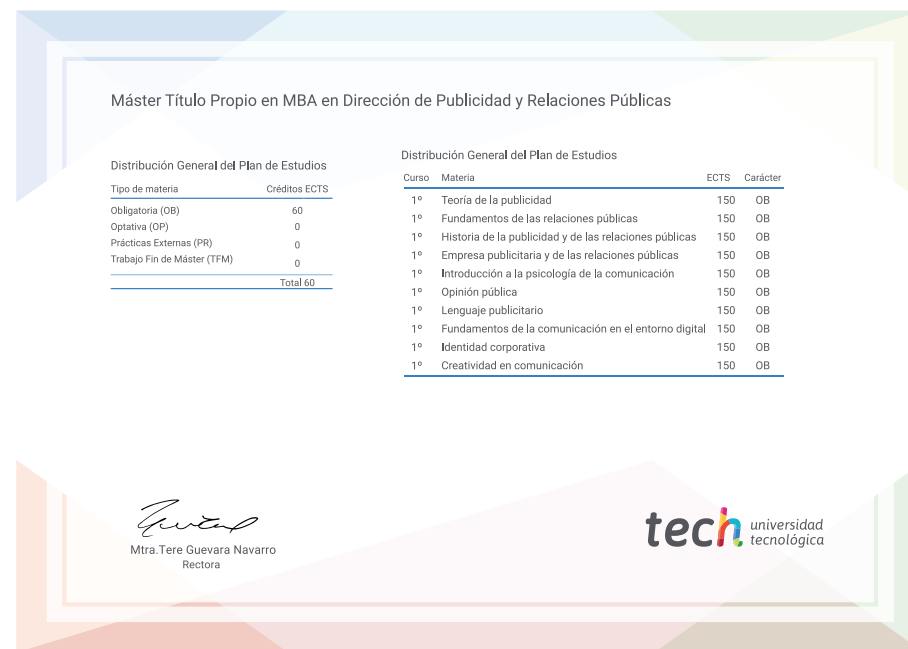 Máster Título Propio en MBA en Dirección de Publicidad y Relaciones Públicas
Distribución General del Plan de Estudios
Tipo de materia Créditos ECTS
Obligatoria (OB) 60
Optativa (OP) 0
Prácticas Externas (PR) 0
Trabajo Fin de Máster (TFM) 0
Total 60
Distribución General del Plan de Estudios
Curso Materia ECTS Carácter
1º Teoría de la publicidad 150 OB
1º Fundamentos de las relaciones públicas 150 OB
1º Historia de la publicidad y de las relaciones públicas 150 OB
1º Empresa publicitaria y de las relaciones públicas 150 OB
1º Introducción a la psicología de la comunicación 150 OB
1º Opinión pública 150 OB
1º Lenguaje publicitario 150 OB
1º Fundamentos de la comunicación en el entorno digital 150 OB
1º Identidad corporativa 150 OB
1º Creatividad en comunicación 150 OB
Mtra.Tere Guevara Navarro
Rectora
tech universidad
tecnológica